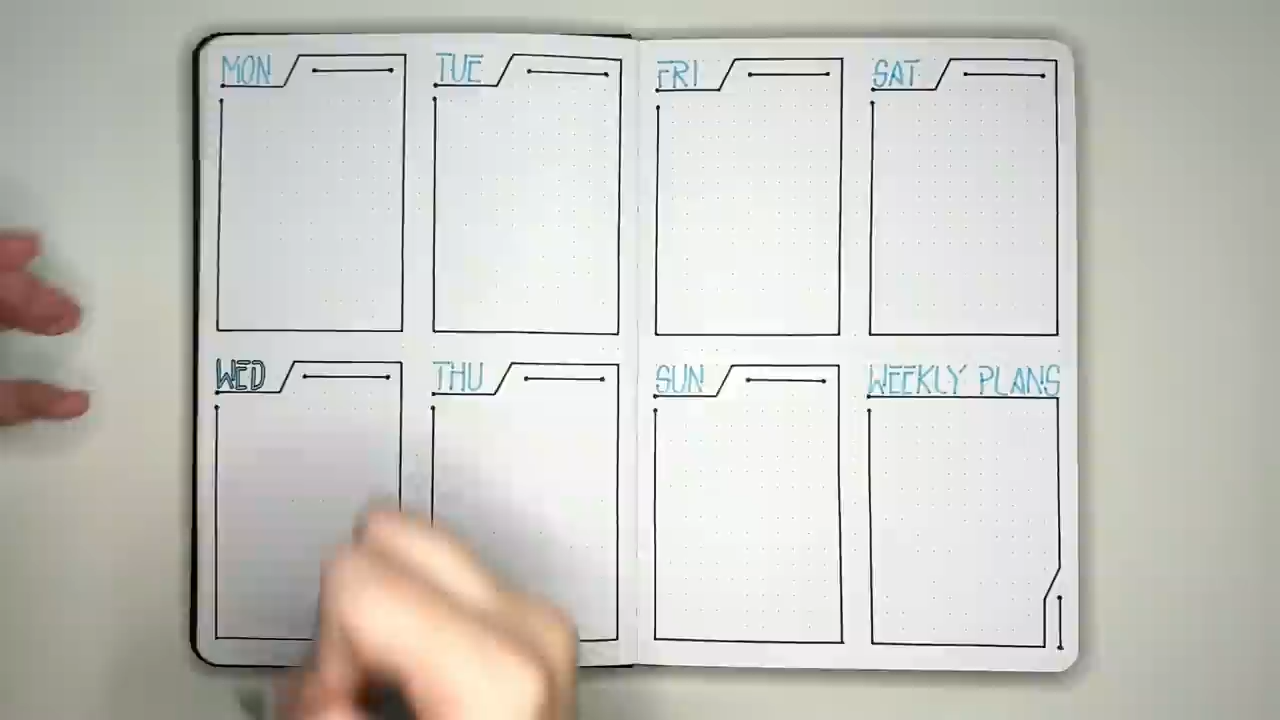 MON
TUE
FRI
SAT
WED
THU
SUN
WEEKLY PLANS